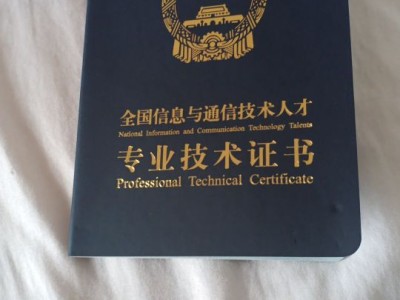 全国信息与通信技术人才
National Information and Communication Technology Talents
专业技术证书
Professional Technical Certificate